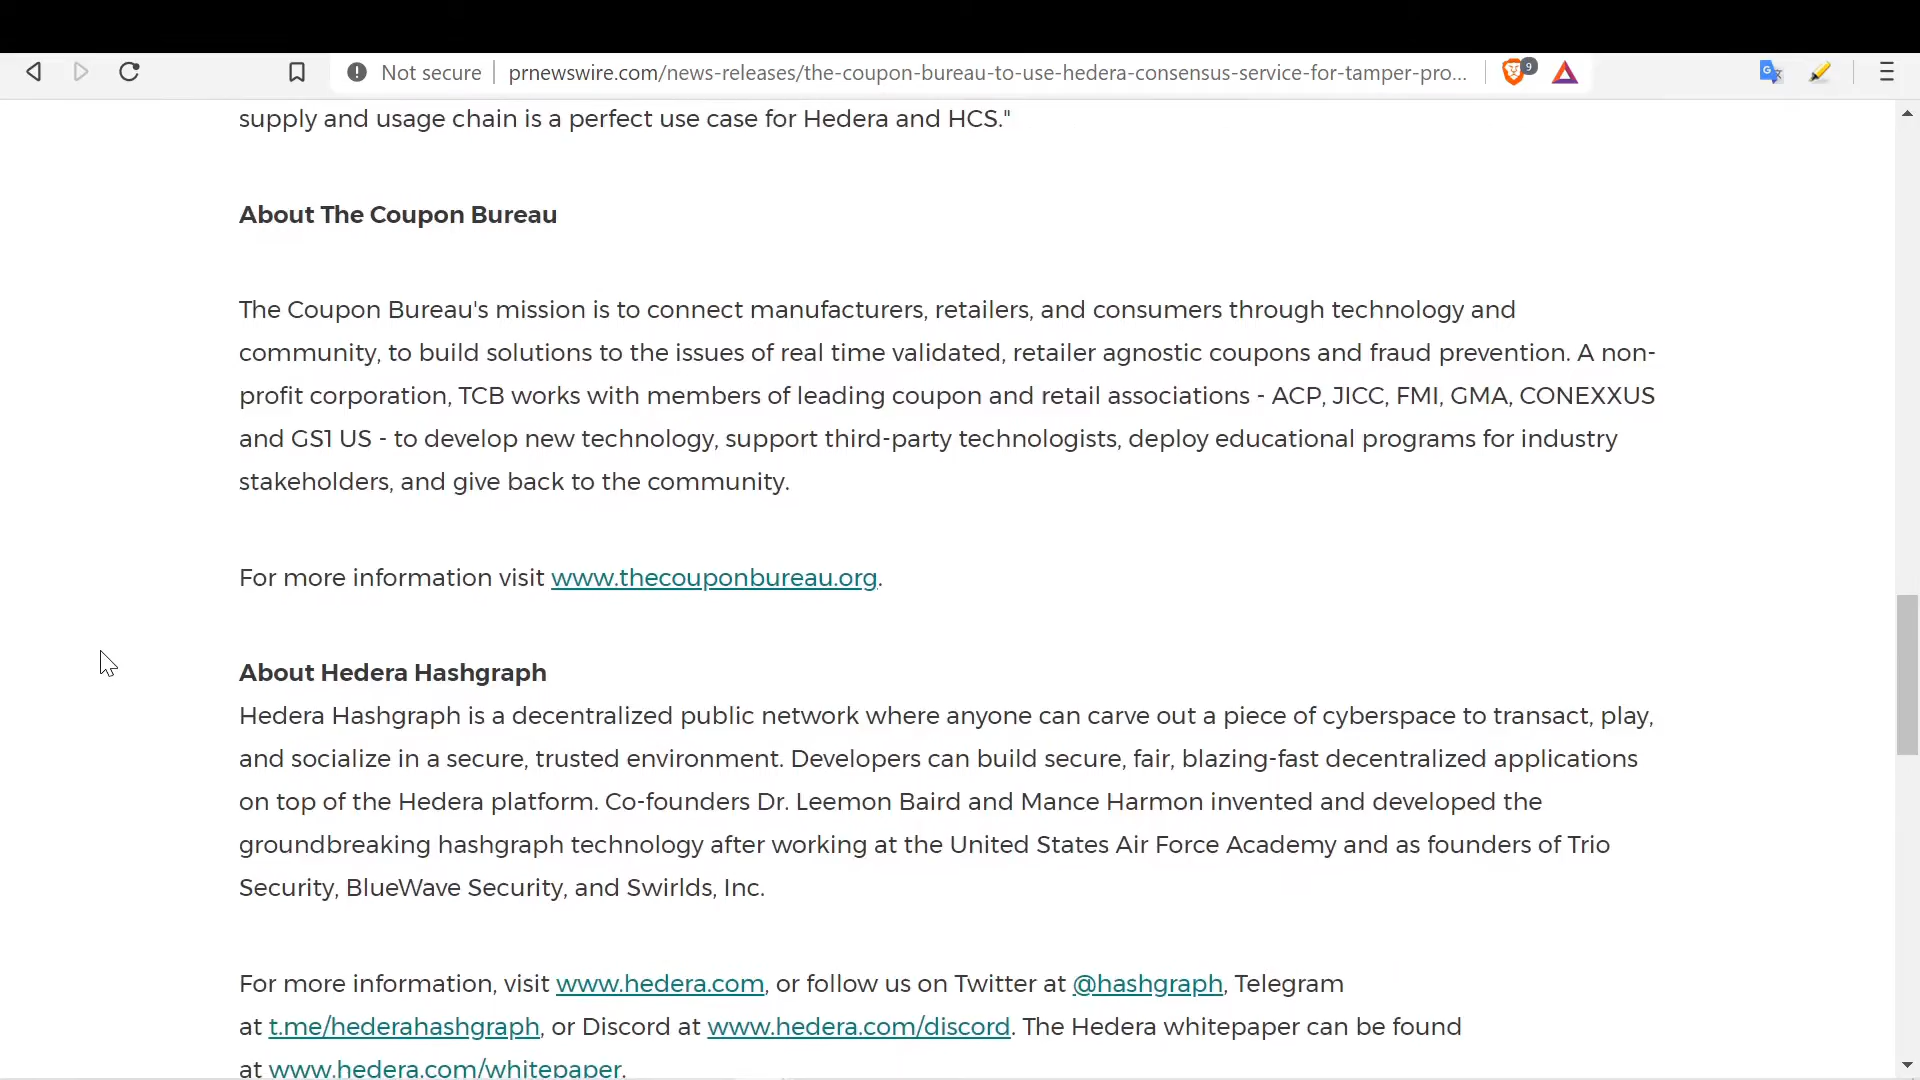 Not secure
prnewswire.com/news-releases/the-coupon-bureau-to-use-hedera-consensus-service-for-tamper-pro...
9
supply and usage chain is a perfect use case for Hedera and HCS."
About The Coupon Bureau
The Coupon Bureau's mission is to connect manufacturers, retailers, and consumers through technology and
community, to build solutions to the issues of real time validated, retailer agnostic coupons and fraud prevention. A non-
profit corporation, TCB works with members of leading coupon and retail associations - ACP, JICC, FMI, GMA, CONEXXUS
and GS1 US - to develop new technology, support third-party technologists, deploy educational programs for industry
stakeholders, and give back to the community.
For more information visit www.thecouponbureau.org.
About Hedera Hashgraph
Hedera Hashgraph is a decentralized public network where anyone can carve out a piece of cyberspace to transact, play,
and socialize in a secure, trusted environment. Developers can build secure, fair, blazing-fast decentralized applications
on top of the Hedera platform. Co-founders Dr. Leemon Baird and Mance Harmon invented and developed the
groundbreaking hashgraph technology after working at the United States Air Force Academy and as founders of Trio
Security, BlueWave Security, and Swirlds, Inc.
For more information, visit www.hedera.com, or follow us on Twitter at @hashgraph, Telegram
at t.me/hederahashgraph, or Discord at www.hedera.com/discord. The Hedera whitepaper can be found
at www.hedera.com/whitepaper.